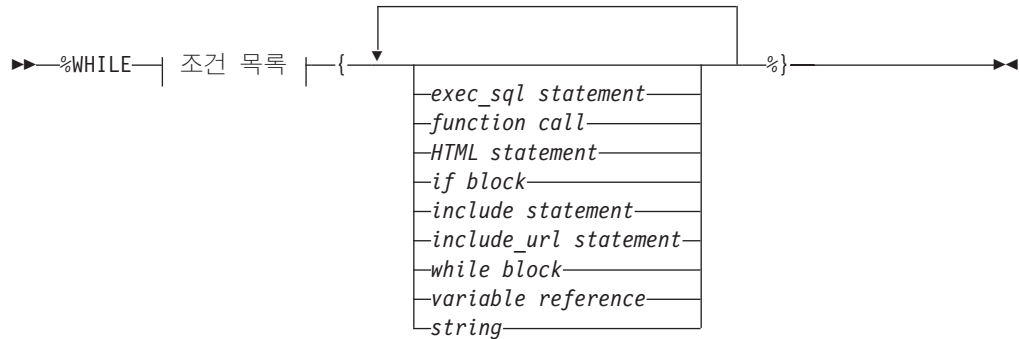 %WHILE 조건 목록 { %}
exec_sql statement
function call
HTML statement
if block
include statement
include_url statement
while block
variable reference
string